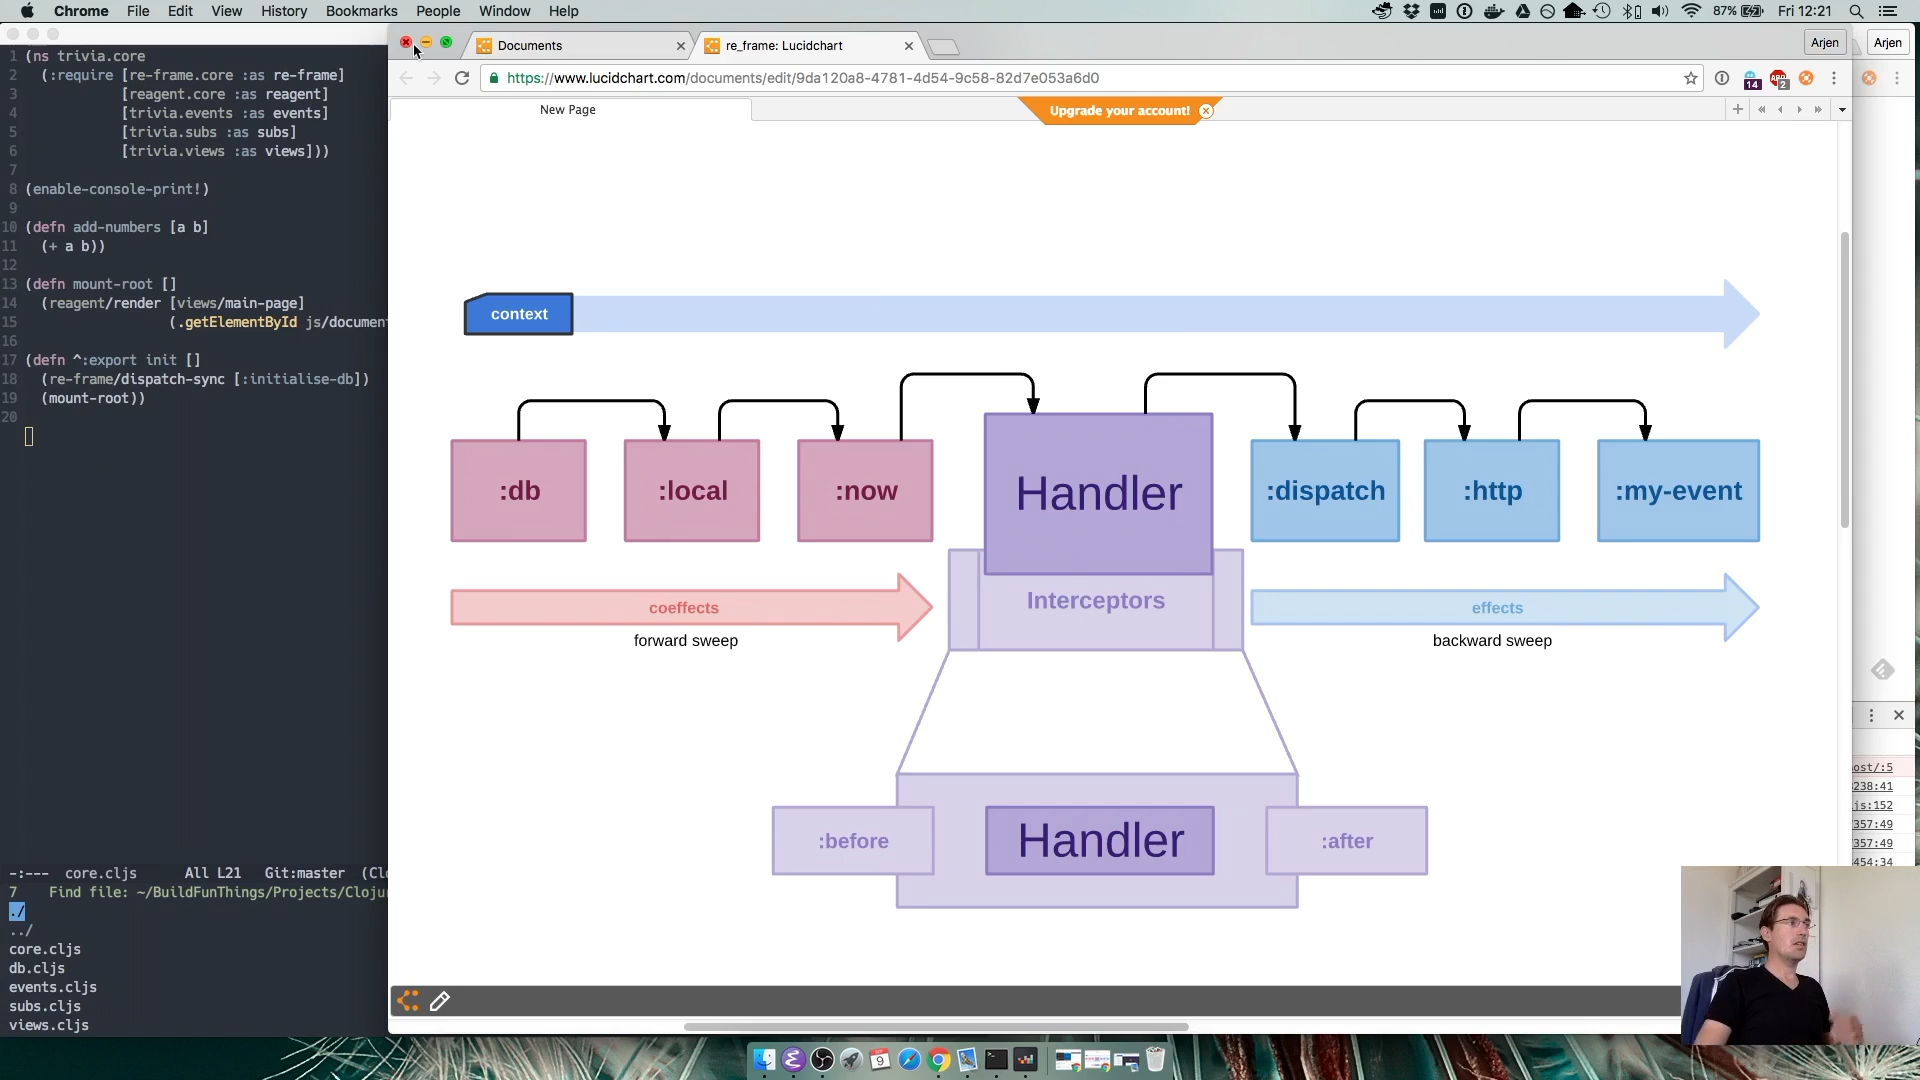 Chrome File Edit View History Bookmarks People Window Help
87% Fri 12:21
1 (ns trivia.core
2 (:require [re-frame.core :as re-frame]
3 [reagent.core :as reagent]
4 [trivia.events :as events]
5 [trivia.subs :as subs]
6 [trivia.views :as views]))
7
8 (enable-console-print!)
9
10 (defn add-numbers [a b]
11 (+ a b))
12
13 (defn mount-root []
14 (reagent/render [views/main-page]
15 (.getElementById js/document
16
17 (defn ^:export init []
18 (re-frame/dispatch-sync [:initialise-db])
19 (mount-root))
20
-:--- core.cljs All L21 Git:master (Clo
7 Find file: ~/BuildFunThings/Projects/Cloju
./
../
core.cljs
db.cljs
events.cljs
subs.cljs
views.cljs
Documents
re_frame: Lucidchart
Arjen
Arjen
https://www.lucidchart.com/documents/edit/9da120a8-4781-4d54-9c58-82d7e053a6d0
14
ABP
2
New Page
Upgrade your account!
context
:db
:local
:now
Handler
:dispatch
:http
:my-event
coeffects
forward sweep
Interceptors
effects
backward sweep
:before
Handler
:after
ost/:5
238:41
js:152
357:49
357:49
454:34
SEP
9